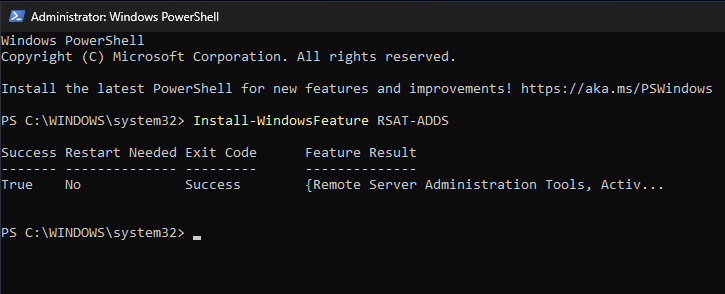 Administrator: Windows PowerShell
Windows PowerShell
Copyright (C) Microsoft Corporation. All rights reserved.
Install the latest PowerShell for new features and improvements! https://aka.ms/PSWindows
PS C:\WINDOWS\system32> Install-WindowsFeature RSAT-ADDS
Success Restart Needed Exit Code      Feature Result
------- -------------- ---------      --------------
True    No             Success        {Remote Server Administration Tools, Activ...
PS C:\WINDOWS\system32>